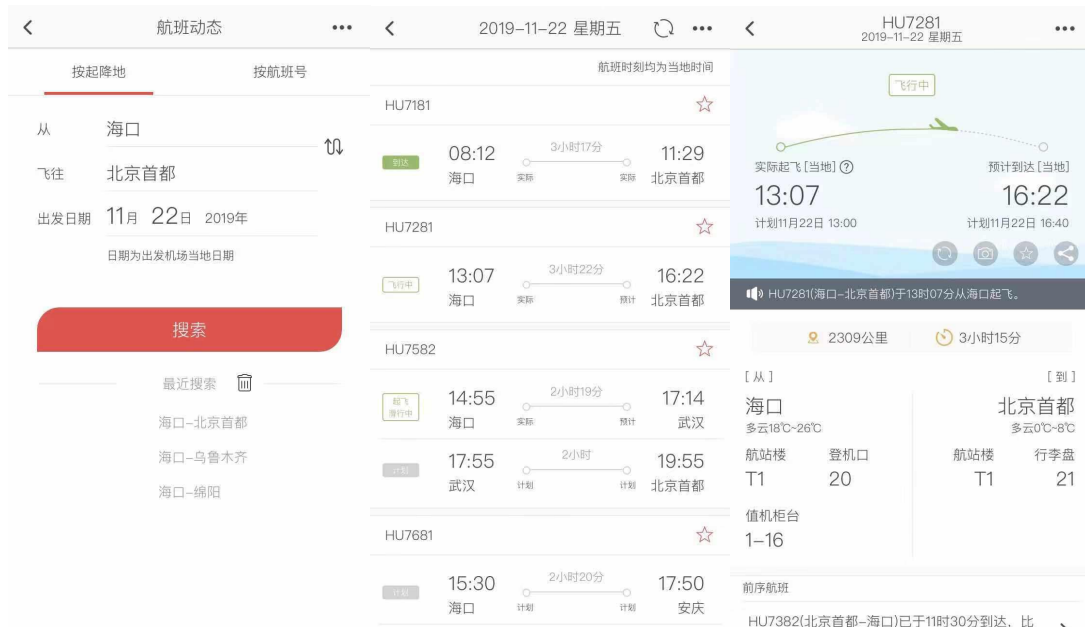 航班动态
按起降地 按航班号
从 海口
飞往 北京首都
出发日期 11月 22日 2019年
日期为出发机场当地日期
搜索
最近搜索
海口-北京首都
海口-乌鲁木齐
海口-绵阳
2019-11-22 星期五
航班时刻均为当地时间
HU7181
到达 08:12 3小时17分 11:29
海口 实际 实际 北京首都
HU7281
飞行中 13:07 3小时22分 16:22
海口 实际 预计 北京首都
HU7582
起飞
滑行中 14:55 2小时19分 17:14
海口 实际 预计 武汉
计划 17:55 2小时 19:55
武汉 计划 计划 北京首都
HU7681
计划 15:30 2小时20分 17:50
海口 计划 计划 安庆
HU7281
2019-11-22 星期五
飞行中
实际起飞[当地]? 预计到达[当地]
13:07 16:22
计划11月22日 13:00 计划11月22日 16:40
HU7281(海口-北京首都)于13时07分从海口起飞。
2309公里 3小时15分
[从] [到]
海口 北京首都
多云18℃~26℃ 多云0℃~8℃
航站楼 登机口 航站楼 行李盘
T1 20 T1 21
值机柜台
1-16
前序航班
HU7382(北京首都-海口)已于11时30分到达、比